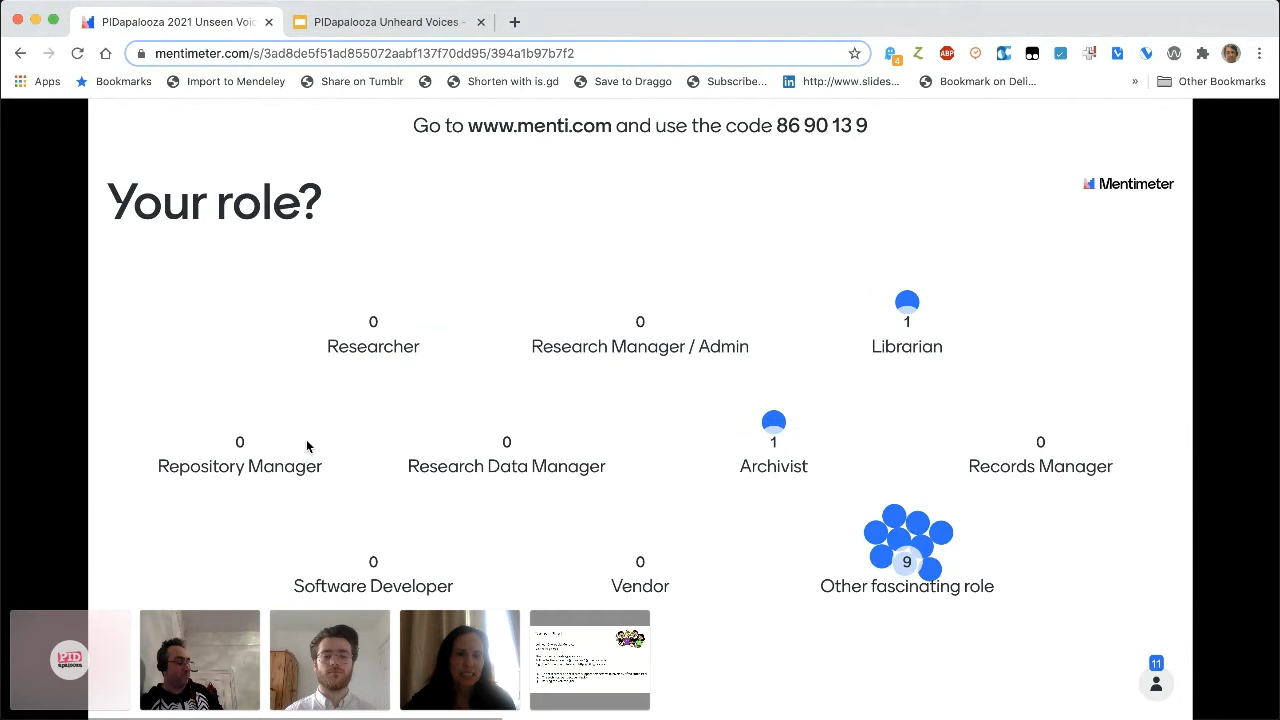 PIDapalooza 2021 Unseen Voic
PIDapalooza Unheard Voices -
mentimeter.com/s/3ad8de5f51ad855072aabf137f70dd95/394a1b97b7f2
ABP
4
Apps
Bookmarks
Import to Mendeley
Share on Tumblr
Shorten with is.gd
Save to Draggo
Subscribe...
http://www.slides...
Bookmark on Deli...
»
Other Bookmarks
Go to www.menti.com and use the code 86 90 13 9
Your role?
Mentimeter
0
Researcher
0
Research Manager / Admin
1
Librarian
0
Repository Manager
0
Research Data Manager
1
Archivist
0
Records Manager
0
Software Developer
0
Vendor
9
Other fascinating role
PID
apalooza
11